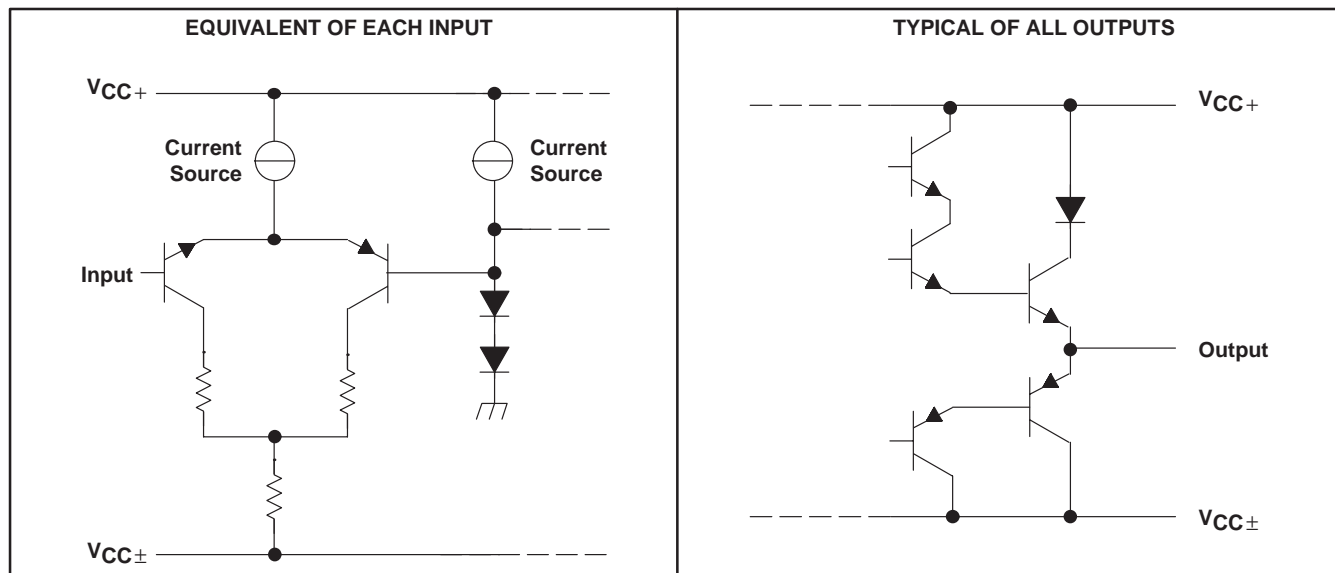 EQUIVALENT OF EACH INPUT
VCC+
Current
Source
Current
Source
Input
VCC±
TYPICAL OF ALL OUTPUTS
VCC+
Output
VCC±